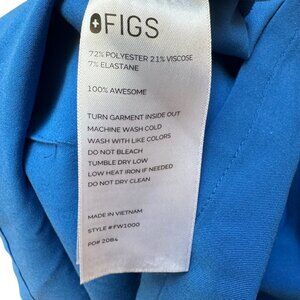 FIGS
72% POLYESTER 21% VISCOSE
7% ELASTANE
100% AWESOME
TURN GARMENT INSIDE OUT
MACHINE WASH COLD
WASH WITH LIKE COLORS
DO NOT BLEACH
TUMBLE DRY LOW
LOW HEAT IRON IF NEEDED
DO NOT DRY CLEAN
MADE IN VIETNAM
STYLE #FW1000
PO# 2084